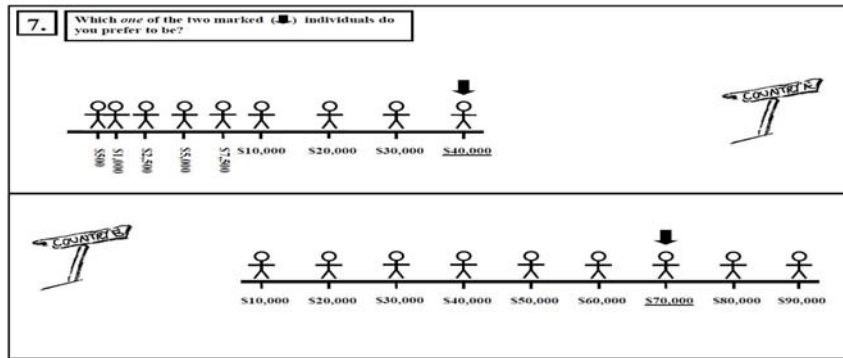 7.
Which one of the two marked (⬇) individuals do
you prefer to be?
COUNTRY A
$500 $1,000 $2,500 $5,000 $7,500 $10,000 $20,000 $30,000 $40,000
COUNTRY B
$10,000 $20,000 $30,000 $40,000 $50,000 $60,000 $70,000 $80,000 $90,000